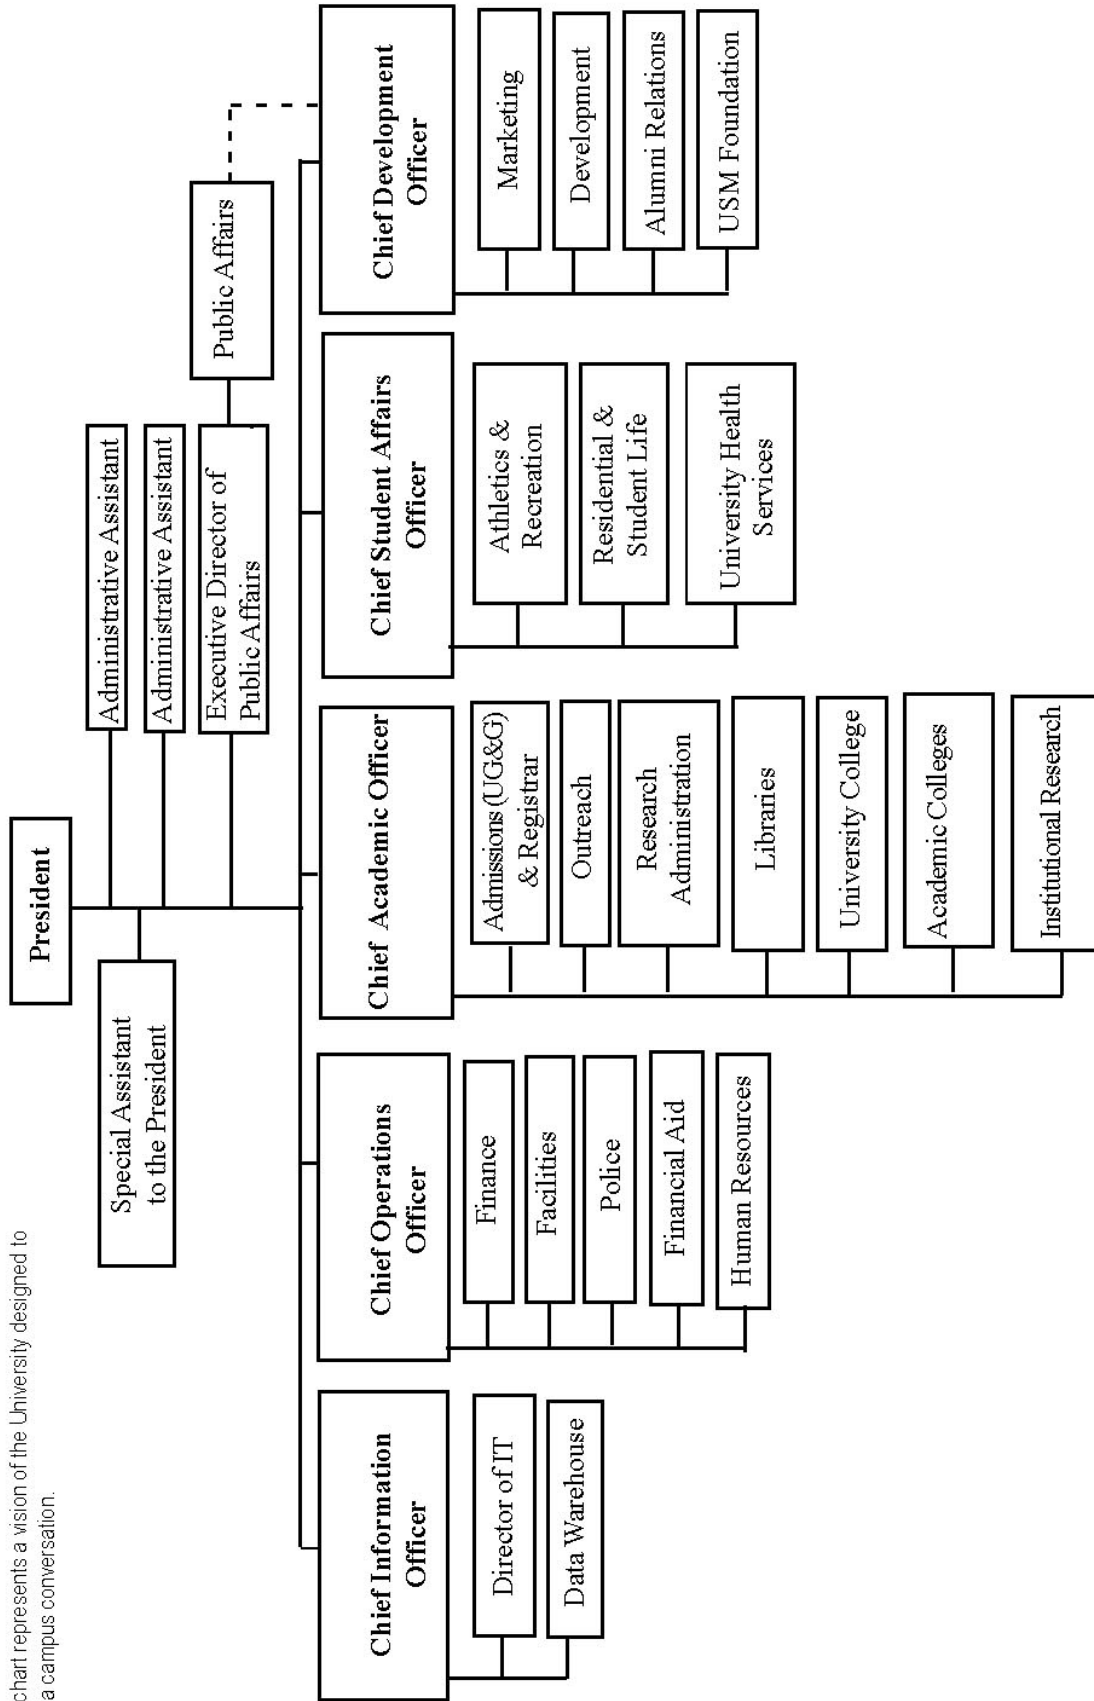 chart represents a vision of the University designed to
a campus conversation.
President
Special Assistant
to the President
Administrative Assistant
Administrative Assistant
Executive Director of
Public Affairs
Public Affairs
Chief Information
Officer
Director of IT
Data Warehouse
Chief Operations
Officer
Finance
Facilities
Police
Financial Aid
Human Resources
Chief Academic Officer
Admissions (UG&G)
& Registrar
Outreach
Research
Administration
Libraries
University College
Academic Colleges
Institutional Research
Chief Student Affairs
Officer
Athletics &
Recreation
Residential &
Student Life
University Health
Services
Chief Development
Officer
Marketing
Development
Alumni Relations
USM Foundation